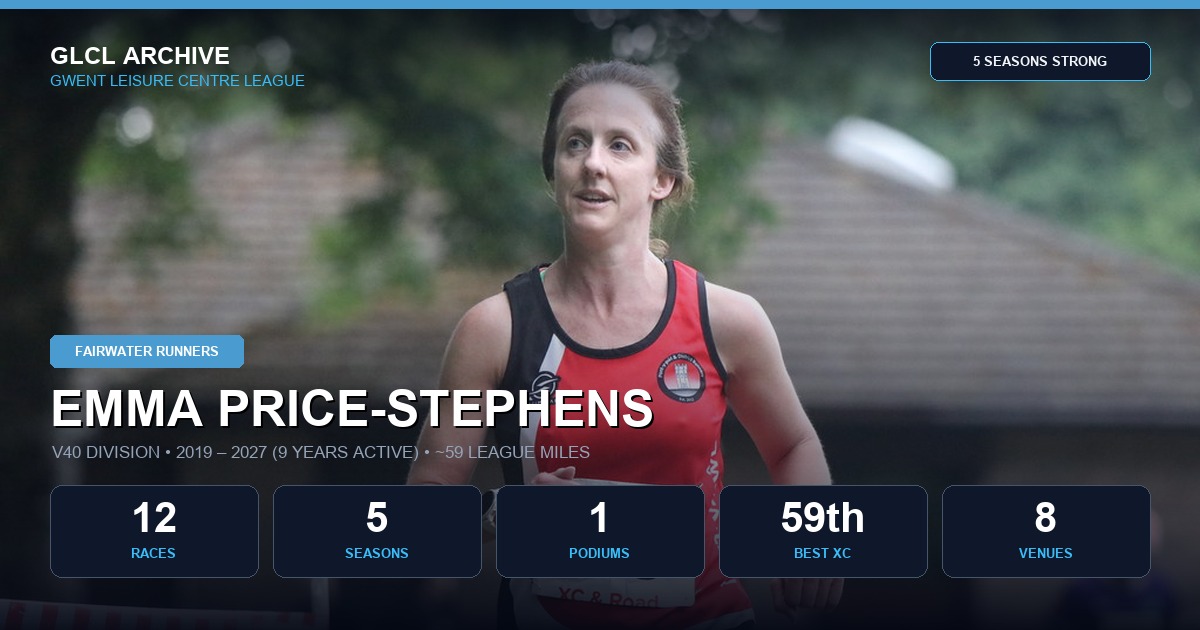 GLCL ARCHIVE
GWENT LEISURE CENTRE LEAGUE
5 SEASONS STRONG
FAIRWATER RUNNERS
EMMA PRICE-STEPHENS
V40 DIVISION • 2019 – 2027 (9 YEARS ACTIVE) • ~59 LEAGUE MILES
12
RACES
5
SEASONS
1
PODIUMS
59th
BEST XC
8
VENUES
XC & Road